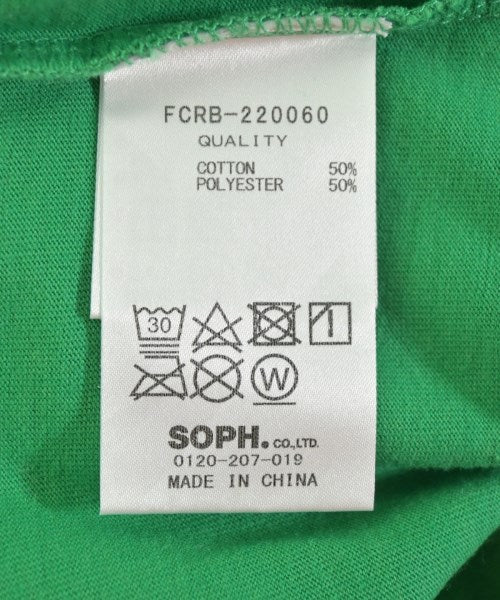 FCRB-220060
QUALITY
COTTON 50%
POLYESTER 50%
30
W
SOPH. CO.,LTD.
0120-207-019
MADE IN CHINA